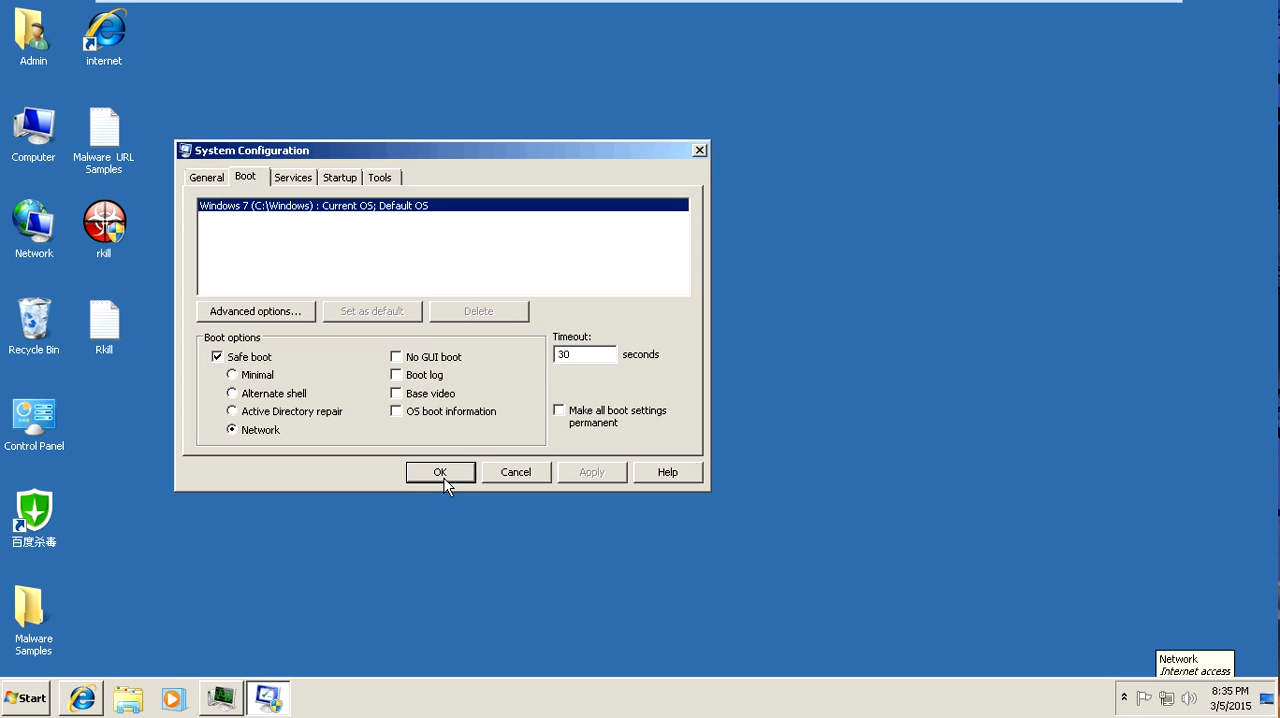 Admin
internet
Computer
Malware URL
Samples
Network
rkill
Recycle Bin
Rkill
Control Panel
百度杀毒
Malware
Samples
System Configuration
General
Boot
Services
Startup
Tools
Windows 7 (C:\Windows) : Current OS; Default OS
Advanced options...
Set as default
Delete
Boot options
Safe boot
Minimal
Alternate shell
Active Directory repair
Network
No GUI boot
Boot log
Base video
OS boot information
Timeout:
30 seconds
Make all boot settings
permanent
OK
Cancel
Apply
Help
Network
Internet access
Start
8:35 PM
3/5/2015